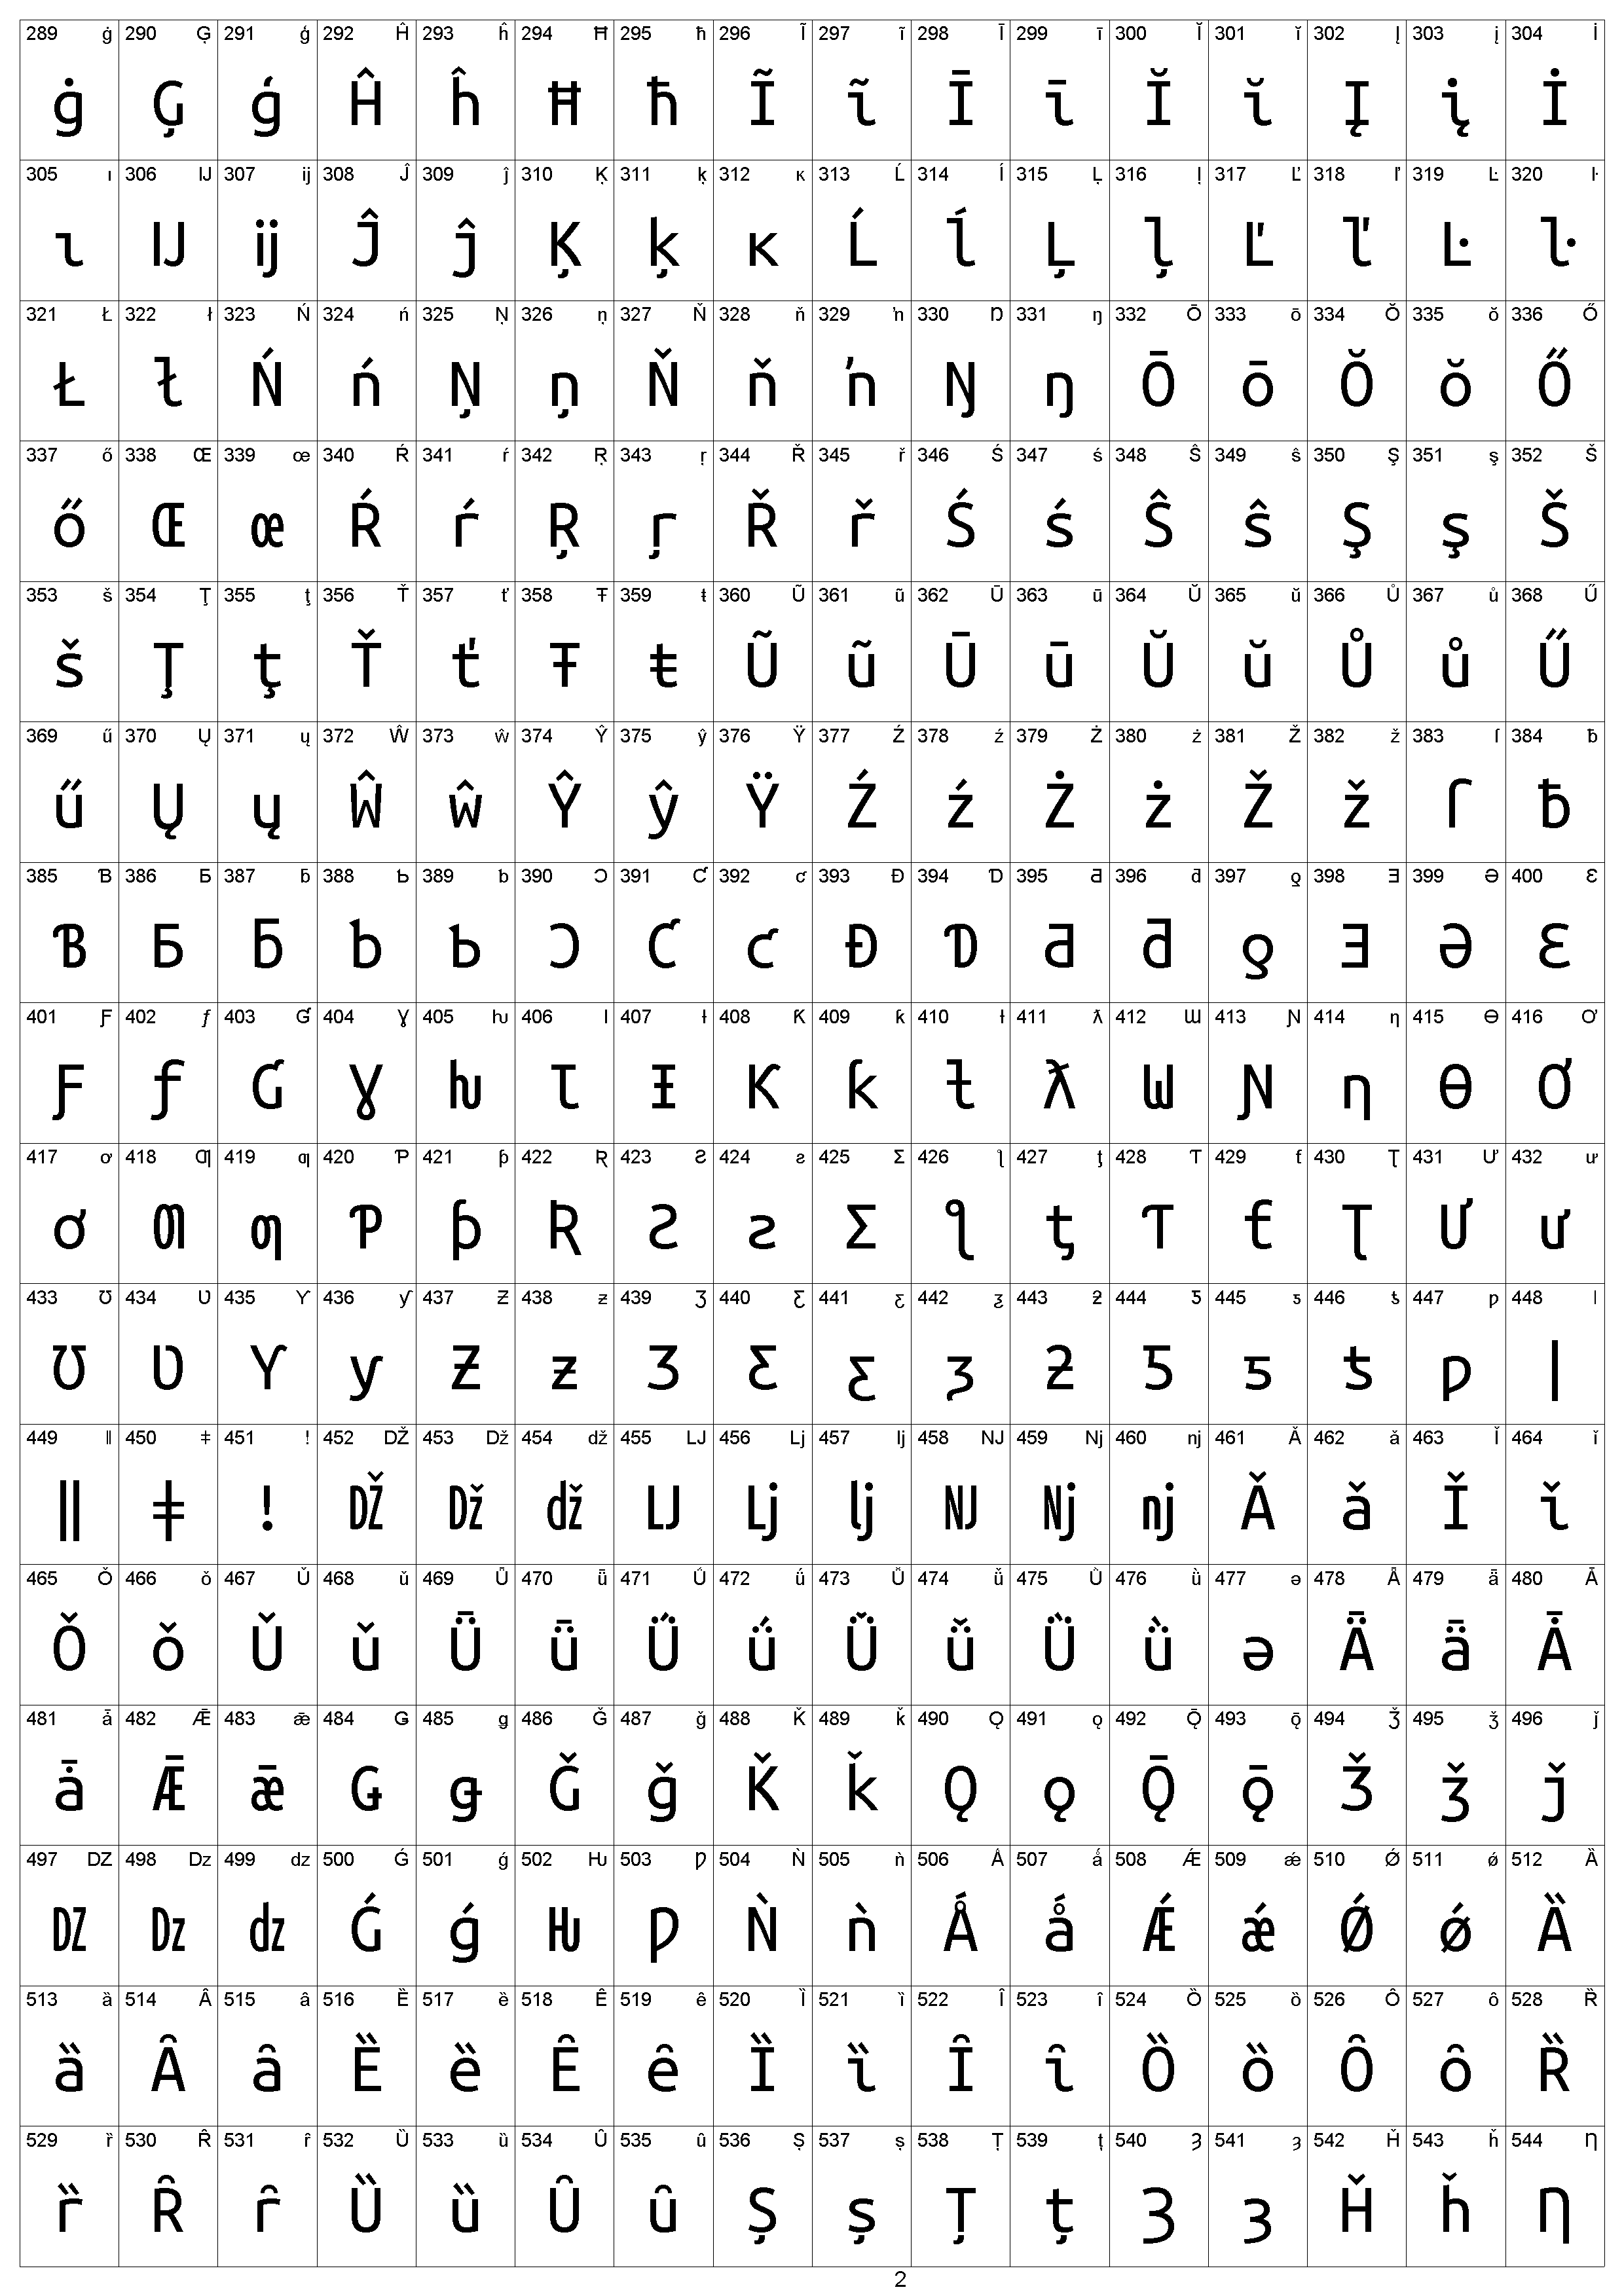 289 ġ 290 Ģ 291 ģ 292 Ĥ 293 ĥ 294 Ħ 295 ħ 296 Ĩ 297 ĩ 298 Ī 299 ī 300 Ĭ 301 ĭ 302 Į 303 į 304 İ
ġ Ģ ģ Ĥ ĥ Ħ ħ Ĩ ĩ Ī ī Ĭ ĭ Į į İ
305 ı 306 IJ 307 ij 308 Ĵ 309 ĵ 310 Ķ 311 ķ 312 ĸ 313 Ĺ 314 ĺ 315 Ļ 316 ļ 317 Ľ 318 ľ 319 Ŀ 320 ŀ
ı IJ ij Ĵ ĵ Ķ ķ ĸ Ĺ ĺ Ļ ļ Ľ ľ Ŀ ŀ
321 Ł 322 ł 323 Ń 324 ń 325 Ņ 326 ņ 327 Ň 328 ň 329 ŉ 330 Ŋ 331 ŋ 332 Ō 333 ō 334 Ŏ 335 ŏ 336 Ő
Ł ł Ń ń Ņ ņ Ň ň ŉ Ŋ ŋ Ō ō Ŏ ŏ Ő
337 ő 338 Œ 339 œ 340 Ŕ 341 ŕ 342 Ŗ 343 ŗ 344 Ř 345 ř 346 Ś 347 ś 348 Ŝ 349 ŝ 350 Ş 351 ş 352 Š
ő Œ œ Ŕ ŕ Ŗ ŗ Ř ř Ś ś Ŝ ŝ Ş ş Š
353 š 354 Ţ 355 ţ 356 Ť 357 ť 358 Ŧ 359 ŧ 360 Ũ 361 ũ 362 Ū 363 ū 364 Ŭ 365 ŭ 366 Ů 367 ů 368 Ű
š Ţ ţ Ť ť Ŧ ŧ Ũ ũ Ū ū Ŭ ŭ Ů ů Ű
369 ű 370 Ų 371 ų 372 Ŵ 373 ŵ 374 Ŷ 375 ŷ 376 Ÿ 377 Ź 378 ź 379 Ż 380 ż 381 Ž 382 ž 383 ſ 384 ƀ
ű Ų ų Ŵ ŵ Ŷ ŷ Ÿ Ź ź Ż ż Ž ž ſ ƀ
385 Ɓ 386 Ƃ 387 ƃ 388 Ƅ 389 ƅ 390 Ɔ 391 Ƈ 392 ƈ 393 Ɖ 394 Ɗ 395 Ƌ 396 ƌ 397 ƍ 398 Ǝ 399 Ə 400 Ɛ
Ɓ Ƃ ƃ Ƅ ƅ Ɔ Ƈ ƈ Ɖ Ɗ Ƌ ƌ ƍ Ǝ Ə Ɛ
401 Ƒ 402 ƒ 403 Ɠ 404 Ɣ 405 ƕ 406 Ɩ 407 Ɨ 408 Ƙ 409 ƙ 410 ƚ 411 ƛ 412 Ɯ 413 Ɲ 414 ƞ 415 Ɵ 416 Ơ
Ƒ ƒ Ɠ Ɣ ƕ Ɩ Ɨ Ƙ ƙ ƚ ƛ Ɯ Ɲ ƞ Ɵ Ơ
417 ơ 418 Ƣ 419 ƣ 420 Ƥ 421 ƥ 422 Ʀ 423 Ƨ 424 ƨ 425 Ʃ 426 ƪ 427 ƫ 428 Ƭ 429 ƭ 430 Ʈ 431 Ư 432 ư
ơ Ƣ ƣ Ƥ ƥ Ʀ Ƨ ƨ Ʃ ƪ ƫ Ƭ ƭ Ʈ Ư ư
433 Ʊ 434 Ʋ 435 Ƴ 436 ƴ 437 Ƶ 438 ƶ 439 Ʒ 440 Ƹ 441 ƹ 442 ƺ 443 ƻ 444 Ƽ 445 ƽ 446 ƾ 447 ƿ 448 ǀ
Ʊ Ʋ Ƴ ƴ Ƶ ƶ Ʒ Ƹ ƹ ƺ ƻ Ƽ ƽ ƾ ƿ ǀ
449 ǁ 450 ǂ 451 ǃ 452 DŽ 453 Dž 454 dž 455 LJ 456 Lj 457 lj 458 NJ 459 Nj 460 nj 461 Ǎ 462 ǎ 463 Ǐ 464 ǐ
ǁ ǂ ǃ DŽ Dž dž LJ Lj lj NJ Nj nj Ǎ ǎ Ǐ ǐ
465 Ǒ 466 ǒ 467 Ǔ 468 ǔ 469 Ǖ 470 ǖ 471 Ǘ 472 ǘ 473 Ǚ 474 ǚ 475 Ǜ 476 ǜ 477 ǝ 478 Ǟ 479 ǟ 480 Ǡ
Ǒ ǒ Ǔ ǔ Ǖ ǖ Ǘ ǘ Ǚ ǚ Ǜ ǜ ǝ Ǟ ǟ Ǡ
481 ǡ 482 Ǣ 483 ǣ 484 Ǥ 485 ǥ 486 Ǧ 487 ǧ 488 Ǩ 489 ǩ 490 Ǫ 491 ǫ 492 Ǭ 493 ǭ 494 Ǯ 495 ǯ 496 ǰ
ǡ Ǣ ǣ Ǥ ǥ Ǧ ǧ Ǩ ǩ Ǫ ǫ Ǭ ǭ Ǯ ǯ ǰ
497 DZ 498 Dz 499 dz 500 Ǵ 501 ǵ 502 Ƕ 503 Ƿ 504 Ǹ 505 ǹ 506 Ǻ 507 ǻ 508 Ǽ 509 ǽ 510 Ǿ 511 ǿ 512 Ȁ
DZ Dz dz Ǵ ǵ Ƕ Ƿ Ǹ ǹ Ǻ ǻ Ǽ ǽ Ǿ ǿ Ȁ
513 ȁ 514 Ȃ 515 ȃ 516 Ȅ 517 ȅ 518 Ȇ 519 ȇ 520 Ȉ 521 ȉ 522 Ȋ 523 ȋ 524 Ȍ 525 ȍ 526 Ȏ 527 ȏ 528 Ȑ
ȁ Ȃ ȃ Ȅ ȅ Ȇ ȇ Ȉ ȉ Ȋ ȋ Ȍ ȍ Ȏ ȏ Ȑ
529 ȑ 530 Ȓ 531 ȓ 532 Ȕ 533 ȕ 534 Ȗ 535 ȗ 536 Ș 537 ș 538 Ț 539 ț 540 Ȝ 541 ȝ 542 Ȟ 543 ȟ 544 Ƞ
ȑ Ȓ ȓ Ȕ ȕ Ȗ ȗ Ș ș Ț ț Ȝ ȝ Ȟ ȟ Ƞ
2